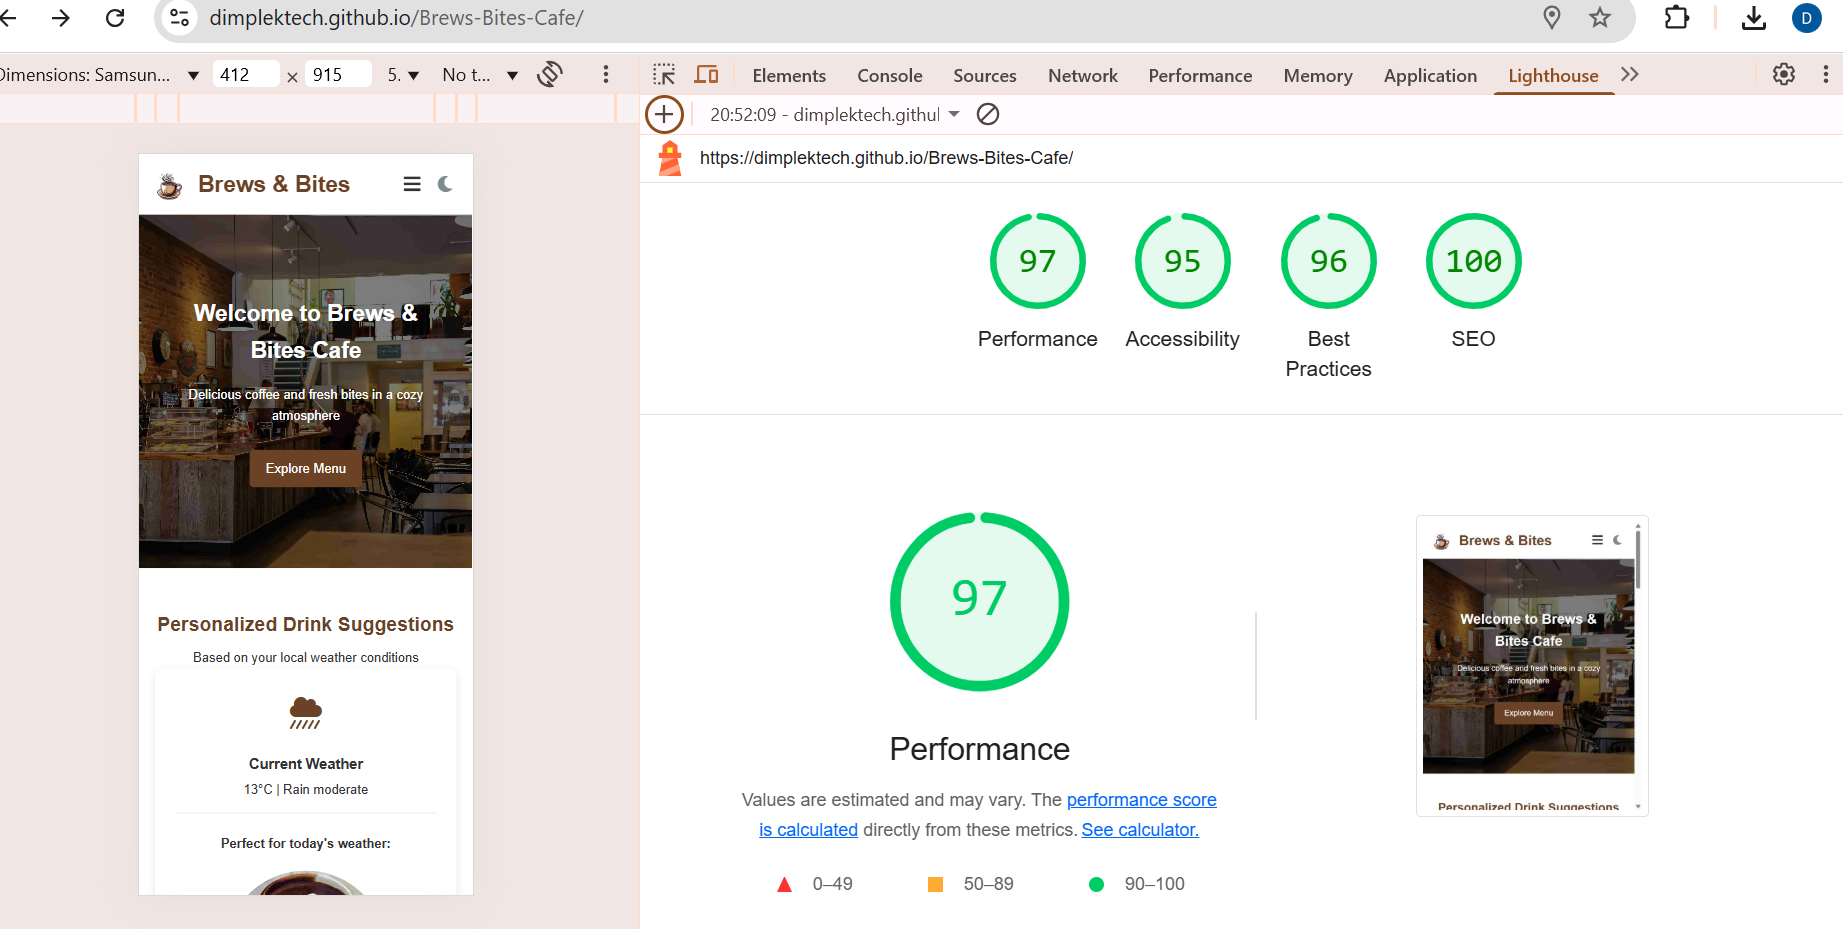 dimplektech.github.io/Brews-Bites-Cafe/
D
Dimensions: Samsun... 412 × 915 5. No t...
Elements Console Sources Network Performance Memory Application Lighthouse
20:52:09 - dimplektech.githul
https://dimplektech.github.io/Brews-Bites-Cafe/
Brews & Bites
Welcome to Brews &
Bites Cafe
Delicious coffee and fresh bites in a cozy
atmosphere
Explore Menu
Personalized Drink Suggestions
Based on your local weather conditions
Current Weather
13°C | Rain moderate
Perfect for today's weather:
97 95 96 100
Performance Accessibility Best SEO
Practices
97
Performance
Values are estimated and may vary. The performance score
is calculated directly from these metrics. See calculator.
0–49 50–89 90–100
Brews & Bites
Welcome to Brews &
Bites Cafe
Delicious coffee and fresh bites in a cozy
atmosphere
Explore Menu
Personalized Drink Suggestions